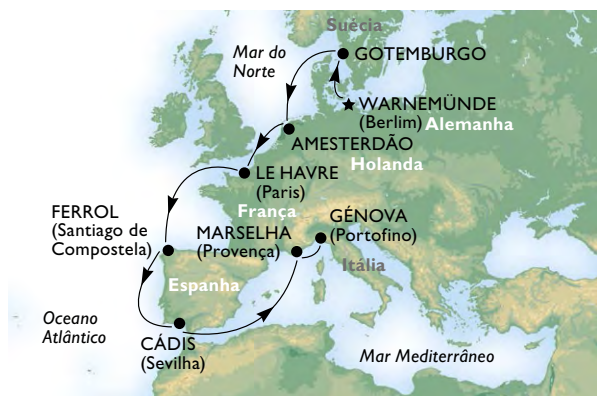 Suécia
Mar do
Norte
GOTEMBURGO
WARNEMÜNDE
(Berlim)
Alemanha
AMESTERDÃO
Holanda
LE HAVRE
(Paris)
França
FERROL
(Santiago de
Compostela)
MARSELHA
(Provença)
GÉNOVA
(Portofino)
Itália
Espanha
Oceano
Atlântico
CÁDIS
(Sevilha)
Mar Mediterrâneo